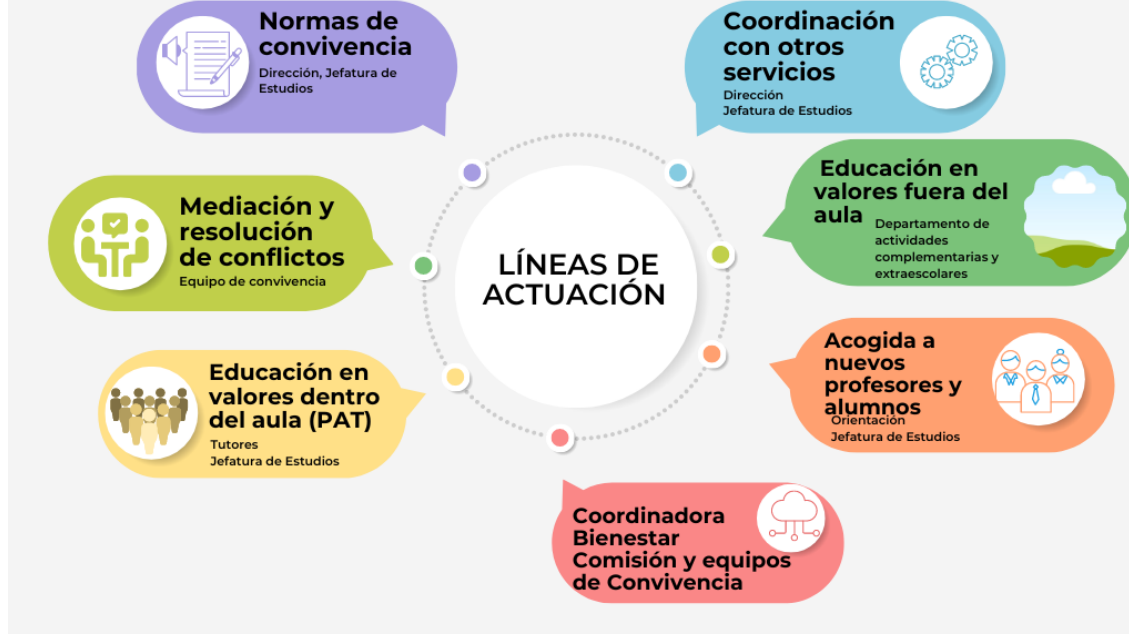 Normas de
convivencia
Dirección, Jefatura de
Estudios
Coordinación
con otros
servicios
Dirección
Jefatura de Estudios
Mediación y
resolución
de conflictos
Equipo de convivencia
Educación en
valores fuera del
aula
Departamento de
actividades
complementarias y
extraescolares
LÍNEAS DE
ACTUACIÓN
Educación en
valores dentro
del aula (PAT)
Tutores
Jefatura de Estudios
Acogida a
nuevos
profesores y
alumnos
Orientación
Jefatura de Estudios
Coordinadora
Bienestar
Comisión y equipos
de Convivencia